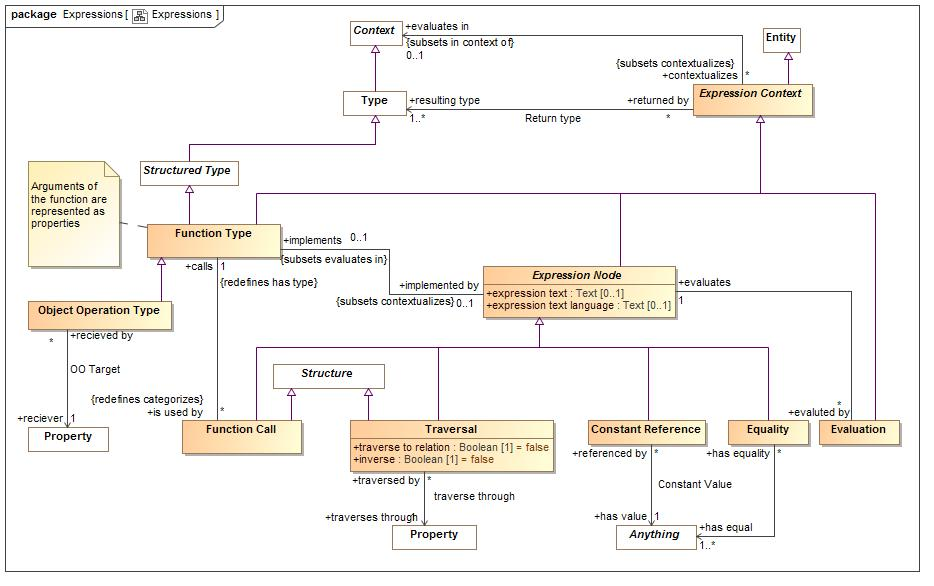 package Expressions [ Expressions ]
Context
+evaluates in
{subsets in context of}
0..1
Entity
{subsets contextualizes}
+contextualizes *
Expression Context
Type
+resulting type
1..*
+returned by
*
Return type
Structured Type
Arguments of
the function are
represented as
properties
Function Type
+implements 0..1
{subsets evaluates in}
+calls 1
{redefines has type}
+implemented by
{subsets contextualizes} 0..1
Expression Node
+expression text : Text [0..1]
+expression text language : Text [0..1]
+evaluates
1
Object Operation Type
+recieved by
*
OO Target
+reciever 1
Property
{redefines categorizes}
+is used by *
Structure
*
+evaluted by
Function Call
Traversal
+traverse to relation : Boolean [1] = false
+inverse : Boolean [1] = false
Constant Reference
Equality
Evaluation
+traversed by *
traverse through
+traverses through 1
Property
+referenced by *
Constant Value
+has value 1
+has equality *
Anything
+has equal
1..*